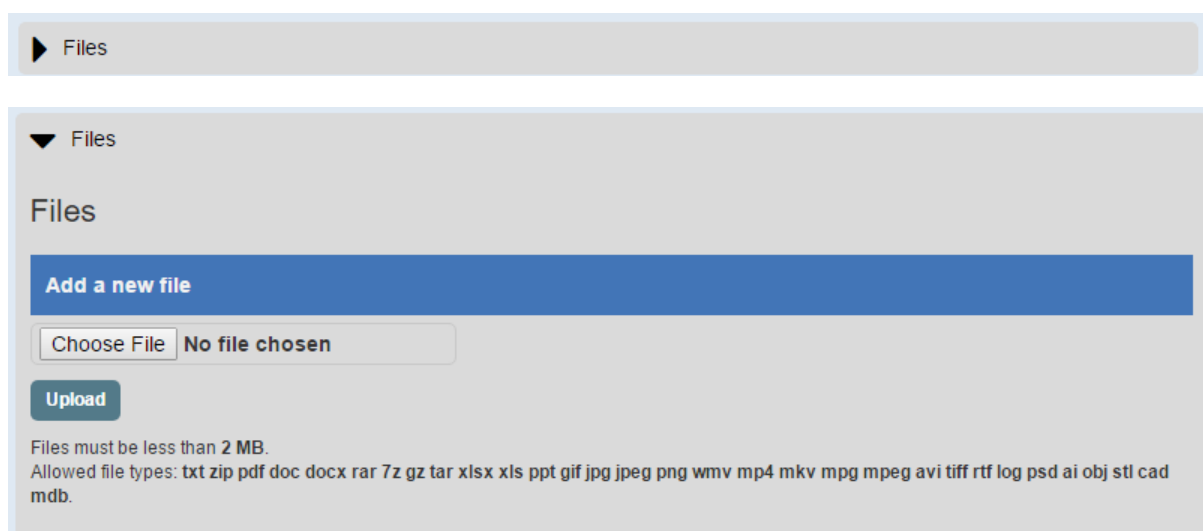 Files
Files
Files
Add a new file
Choose File No file chosen
Upload
Files must be less than 2 MB.
Allowed file types: txt zip pdf doc docx rar 7z gz tar xlsx xls ppt gif jpg jpeg png wmv mp4 mkv mpg mpeg avi tiff rtf log psd ai obj stl cad
mdb.